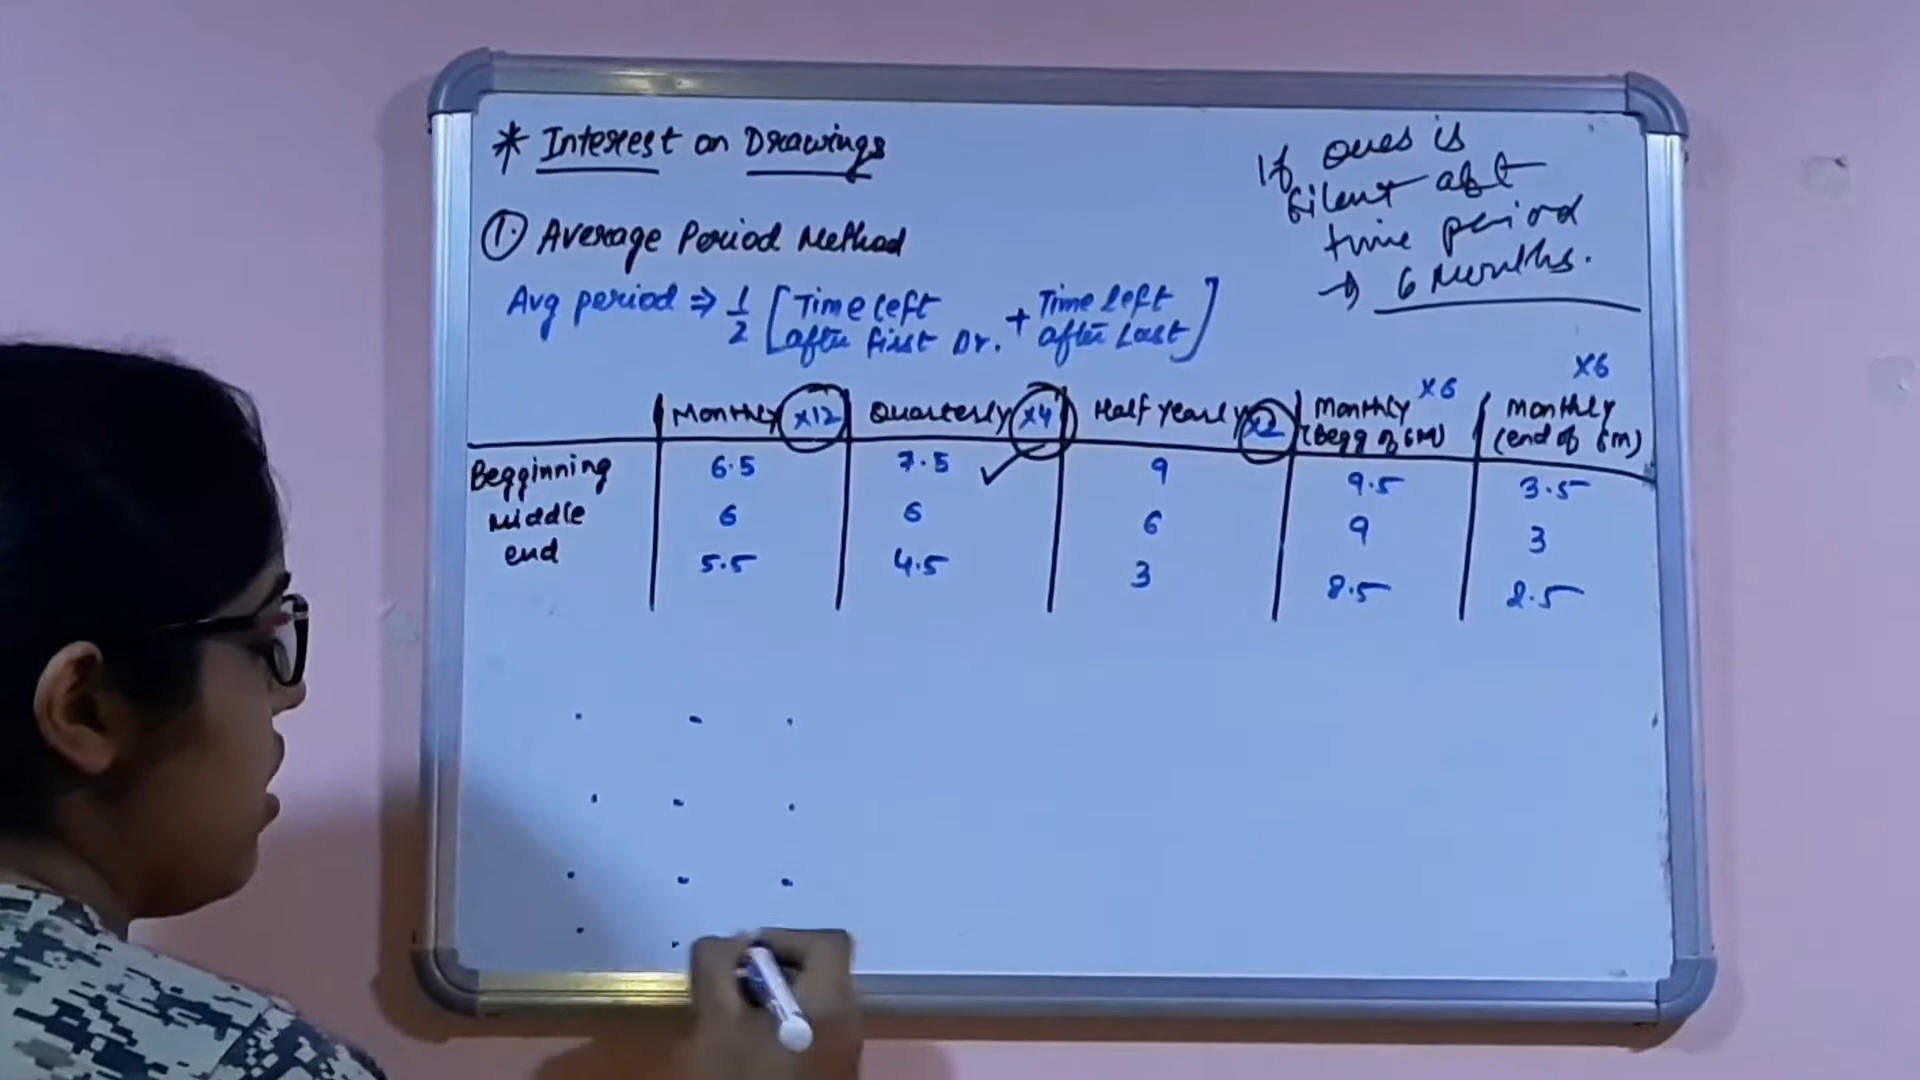 * Interest on Drawings
If Ques is
silent abt
time period
→ 6 Months.
①. Average Period Method
Avg period ⇒ 1/2 [Time left after first Dr. + Time left after Last]
Monthly x12 Quarterly x4 Half Yearly x2 Monthly x6 (Begg of 6M) Monthly x6 (end of 6M)
Begginning 6.5 7.5 9 9.5 3.5
Middle 6 6 6 9 3
end 5.5 4.5 3 8.5 2.5